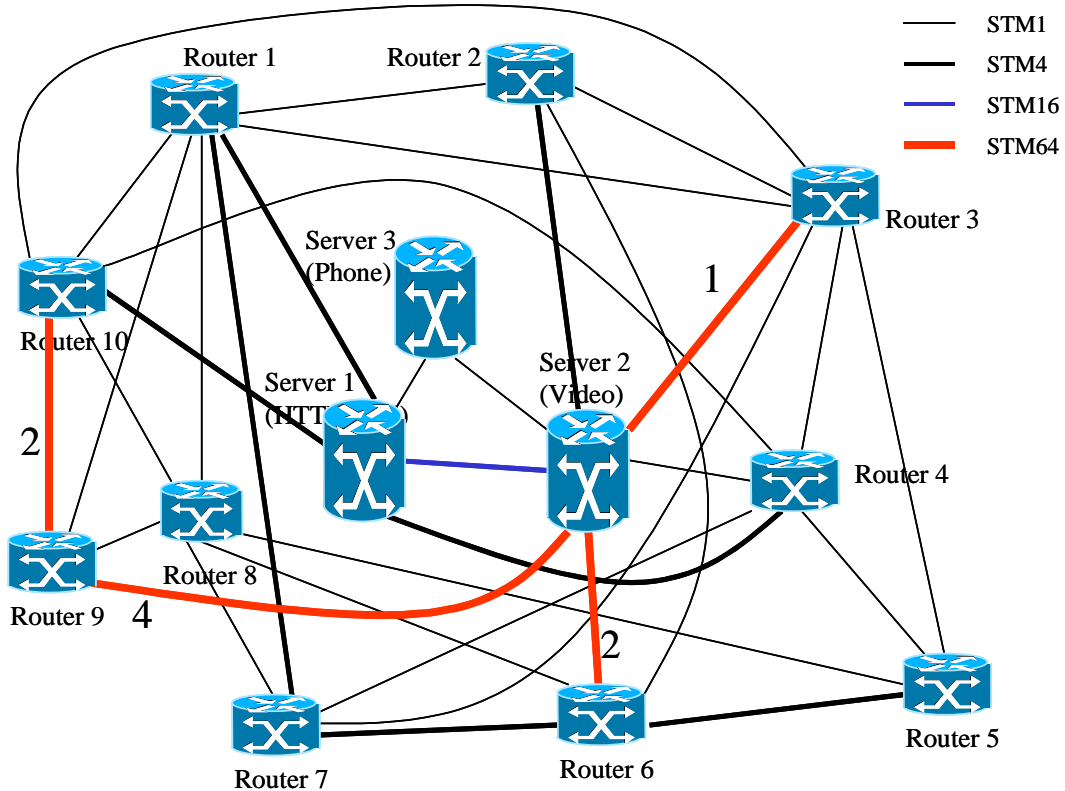 Router 1
Router 2
STM1
STM4
STM16
STM64
Router 3
Server 3
(Phone)
1
Router 10
Server 2
(Video)
Server 1
2
Router 4
Router 8
Router 9
4
2
Router 5
Router 6
Router 7